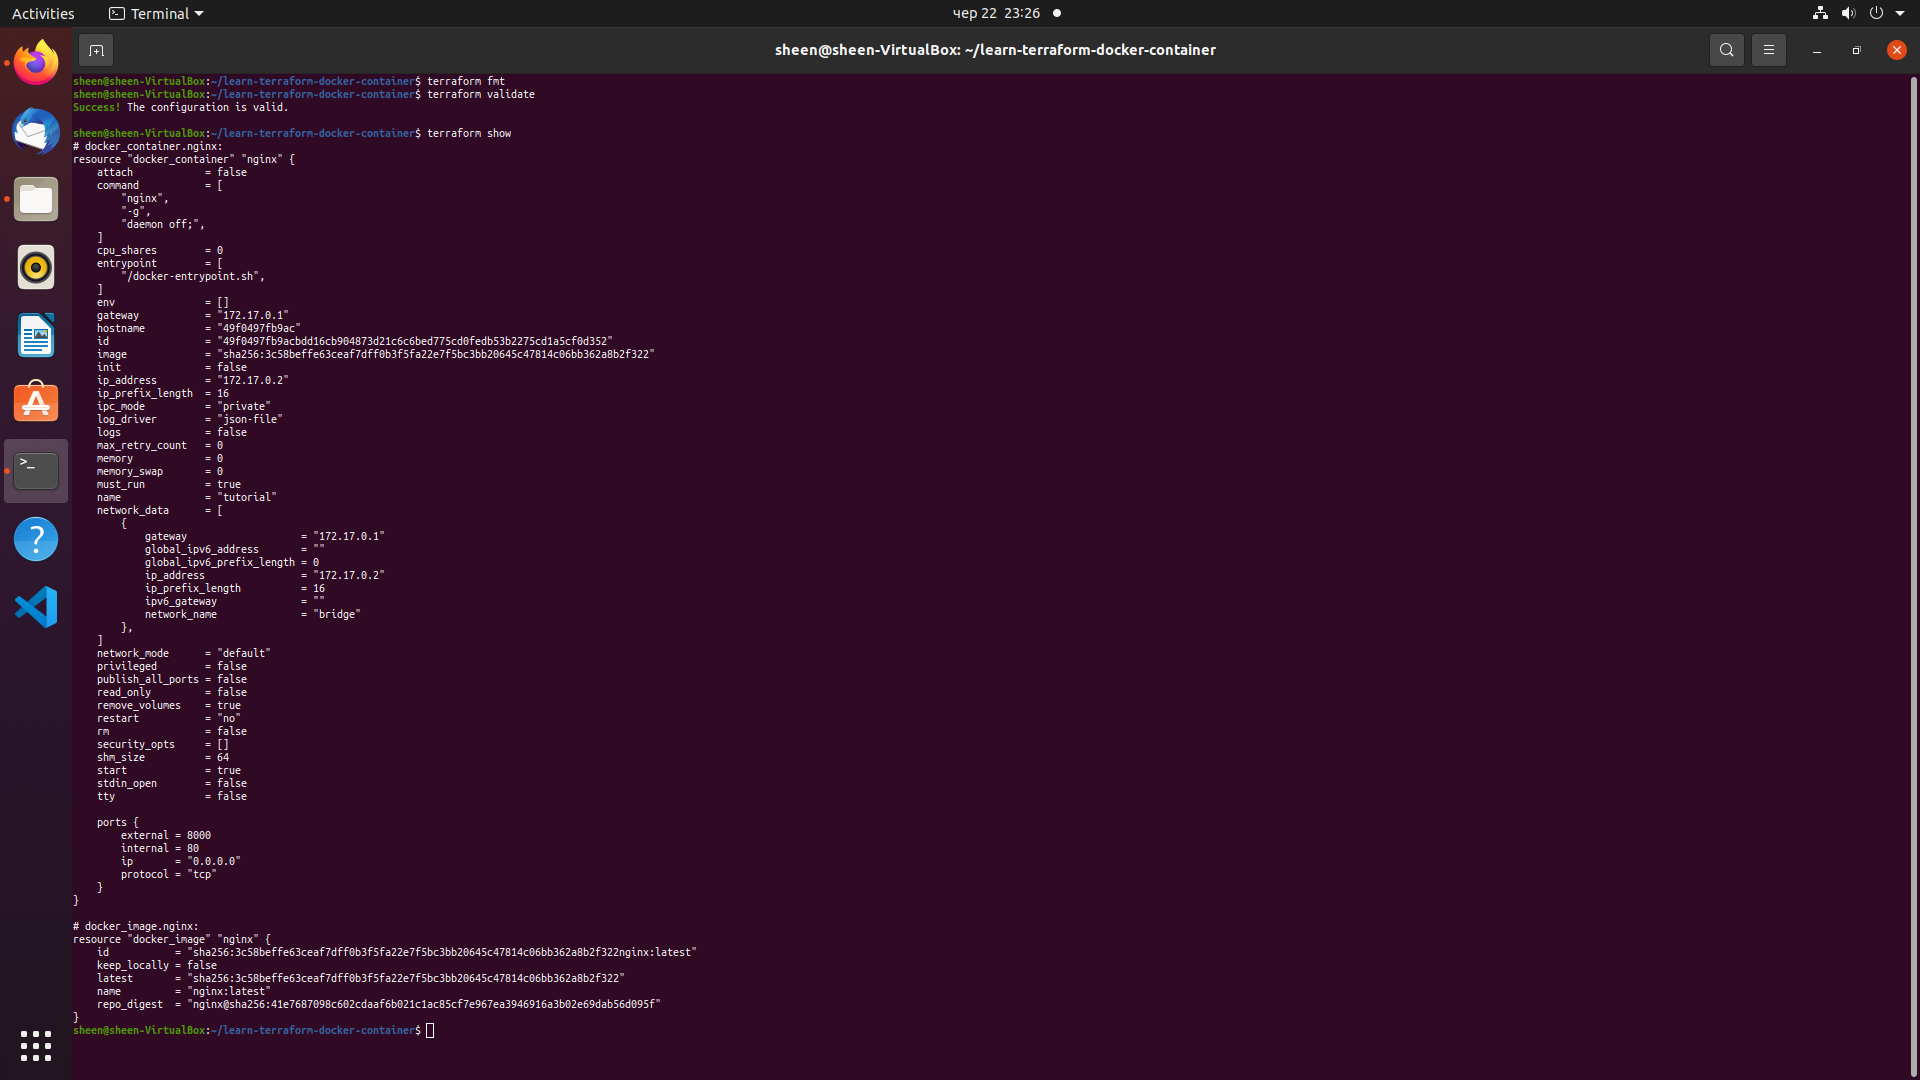 Activities
Terminal
чер 22 23:26
sheen@sheen-VirtualBox: ~/learn-terraform-docker-container
sheen@sheen-VirtualBox:~/learn-terraform-docker-container$ terraform fmt
sheen@sheen-VirtualBox:~/learn-terraform-docker-container$ terraform validate
Success! The configuration is valid.
sheen@sheen-VirtualBox:~/learn-terraform-docker-container$ terraform show
# docker_container.nginx:
resource "docker_container" "nginx" {
    attach            = false
    command           = [
        "nginx",
        "-g",
        "daemon off;",
    ]
    cpu_shares        = 0
    entrypoint        = [
        "/docker-entrypoint.sh",
    ]
    env               = []
    gateway           = "172.17.0.1"
    hostname          = "49f0497fb9ac"
    id                = "49f0497fb9acbdd16cb904873d21c6c6bed775cd0fedb53b2275cd1a5cf0d352"
    image             = "sha256:3c58beffe63ceaf7dff0b3f5fa22e7f5bc3bb20645c47814c06bb362a8b2f322"
    init              = false
    ip_address        = "172.17.0.2"
    ip_prefix_length  = 16
    ipc_mode          = "private"
    log_driver        = "json-file"
    logs              = false
    max_retry_count   = 0
    memory            = 0
    memory_swap       = 0
    must_run          = true
    name              = "tutorial"
    network_data      = [
        {
            gateway                   = "172.17.0.1"
            global_ipv6_address       = ""
            global_ipv6_prefix_length = 0
            ip_address                = "172.17.0.2"
            ip_prefix_length          = 16
            ipv6_gateway              = ""
            network_name              = "bridge"
        },
    ]
    network_mode      = "default"
    privileged        = false
    publish_all_ports = false
    read_only         = false
    remove_volumes    = true
    restart           = "no"
    rm                = false
    security_opts     = []
    shm_size          = 64
    start             = true
    stdin_open        = false
    tty               = false
    ports {
        external = 8000
        internal = 80
        ip       = "0.0.0.0"
        protocol = "tcp"
    }
}
# docker_image.nginx:
resource "docker_image" "nginx" {
    id           = "sha256:3c58beffe63ceaf7dff0b3f5fa22e7f5bc3bb20645c47814c06bb362a8b2f322nginx:latest"
    keep_locally = false
    latest       = "sha256:3c58beffe63ceaf7dff0b3f5fa22e7f5bc3bb20645c47814c06bb362a8b2f322"
    name         = "nginx:latest"
    repo_digest  = "nginx@sha256:41e7687098c602cdaaf6b021c1ac85cf7e967ea3946916a3b02e69dab56d095f"
}
sheen@sheen-VirtualBox:~/learn-terraform-docker-container$